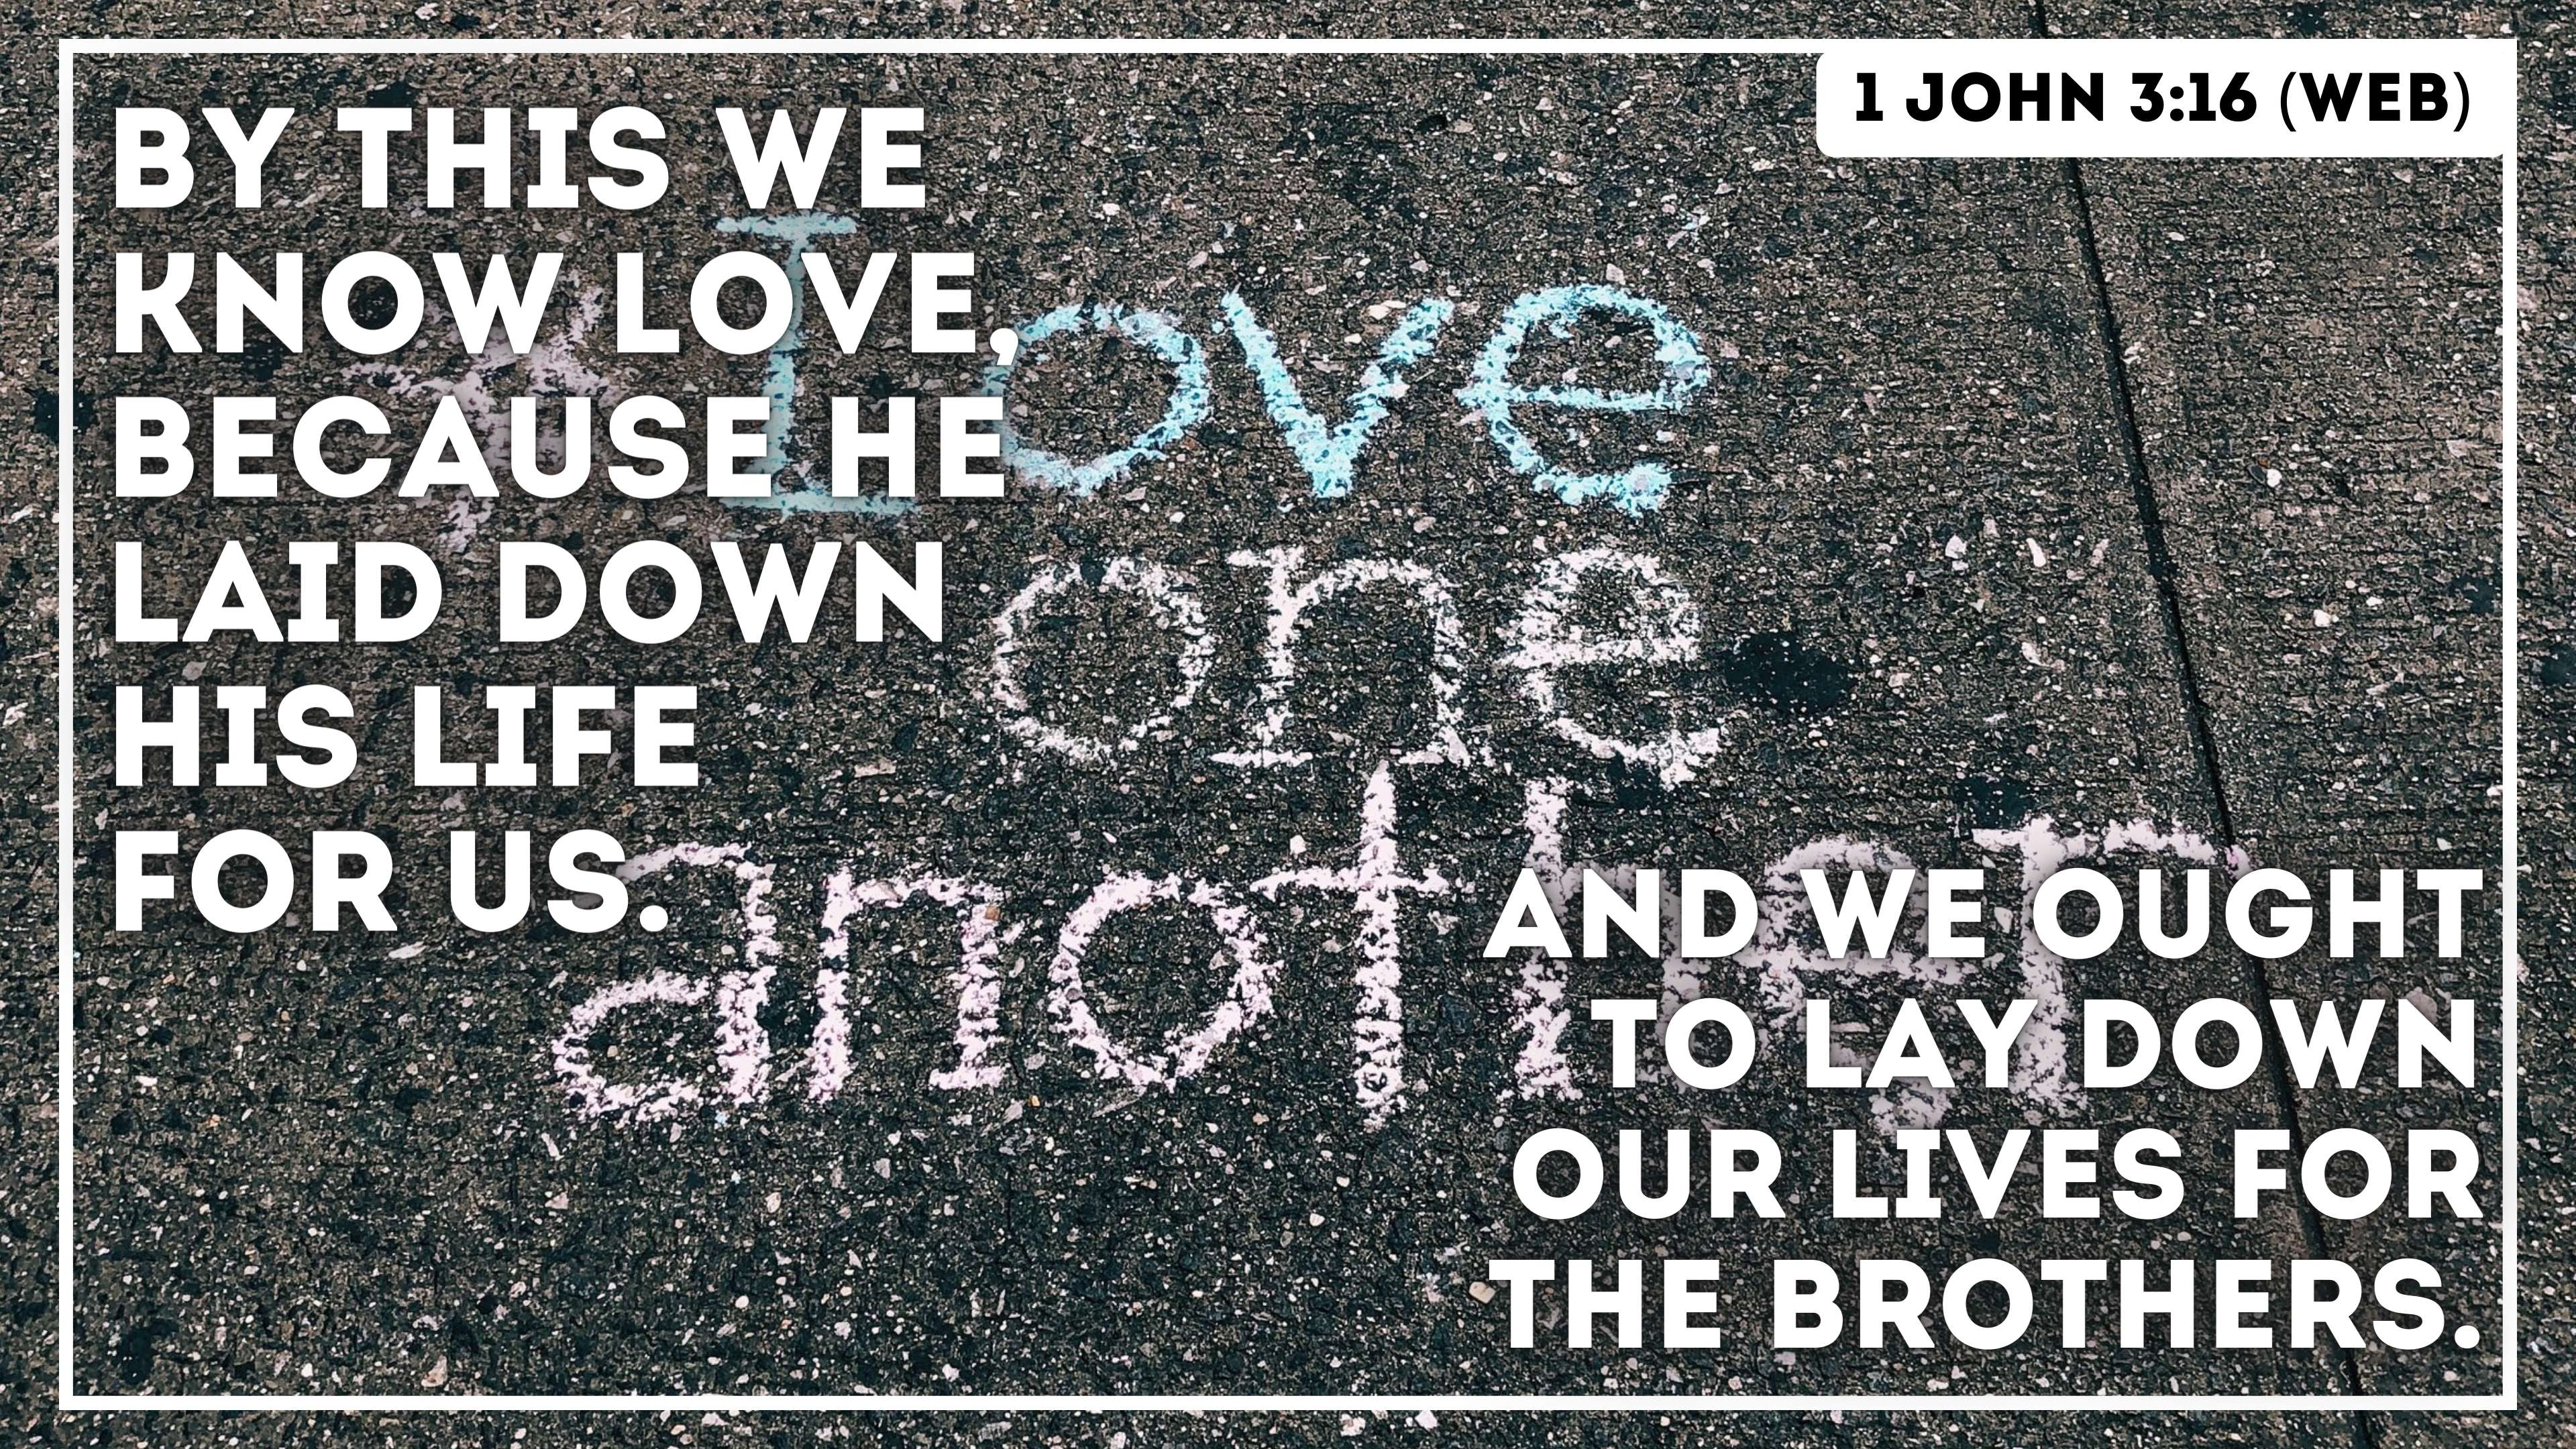 1 JOHN 3:16 (WEB)
BY THIS WE
KNOW LOVE,
BECAUSE HE
LAID DOWN
HIS LIFE
FOR US.
Love
one
another
AND WE OUGHT
TO LAY DOWN
OUR LIVES FOR
THE BROTHERS.